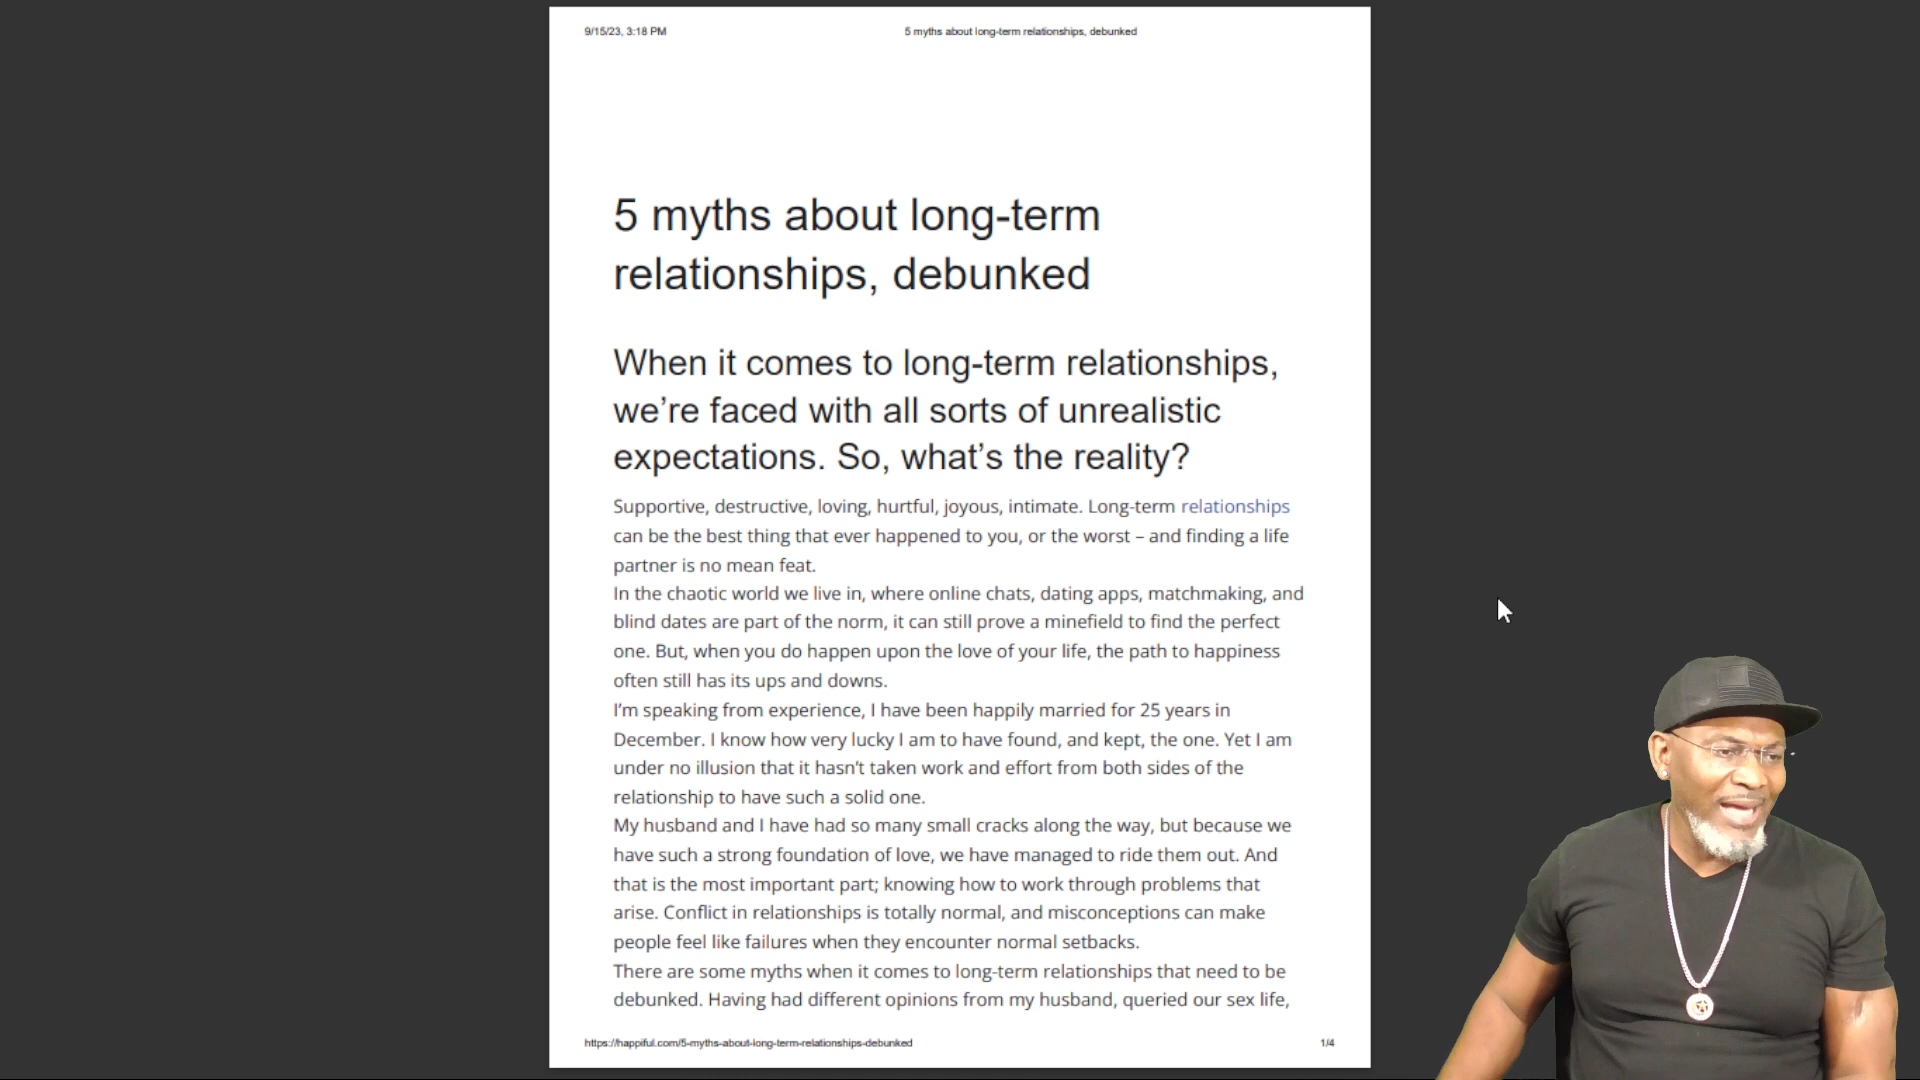 9/15/23, 3:18 PM
5 myths about long-term relationships, debunked
5 myths about long-term
relationships, debunked
When it comes to long-term relationships,
we’re faced with all sorts of unrealistic
expectations. So, what’s the reality?
Supportive, destructive, loving, hurtful, joyous, intimate. Long-term relationships
can be the best thing that ever happened to you, or the worst – and finding a life
partner is no mean feat.
In the chaotic world we live in, where online chats, dating apps, matchmaking, and
blind dates are part of the norm, it can still prove a minefield to find the perfect
one. But, when you do happen upon the love of your life, the path to happiness
often still has its ups and downs.
I’m speaking from experience, I have been happily married for 25 years in
December. I know how very lucky I am to have found, and kept, the one. Yet I am
under no illusion that it hasn’t taken work and effort from both sides of the
relationship to have such a solid one.
My husband and I have had so many small cracks along the way, but because we
have such a strong foundation of love, we have managed to ride them out. And
that is the most important part; knowing how to work through problems that
arise. Conflict in relationships is totally normal, and misconceptions can make
people feel like failures when they encounter normal setbacks.
There are some myths when it comes to long-term relationships that need to be
debunked. Having had different opinions from my husband, queried our sex life,
https://happiful.com/5-myths-about-long-term-relationships-debunked
1/4